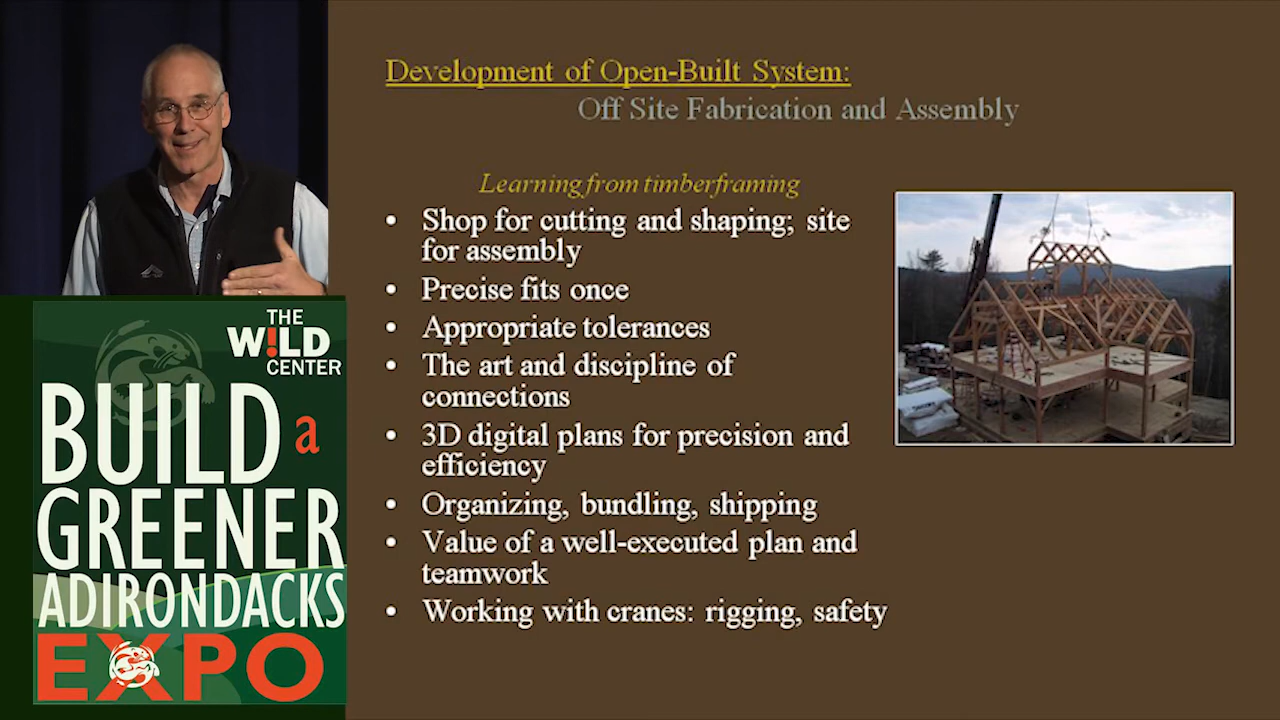 THE
W!LD
CENTER
BUILD a
GREENER
ADIRONDACKS
EXPO
Development of Open-Built System:
Off Site Fabrication and Assembly
Learning from timberframing
• Shop for cutting and shaping; site
for assembly
• Precise fits once
• Appropriate tolerances
• The art and discipline of
connections
• 3D digital plans for precision and
efficiency
• Organizing, bundling, shipping
• Value of a well-executed plan and
teamwork
• Working with cranes: rigging, safety